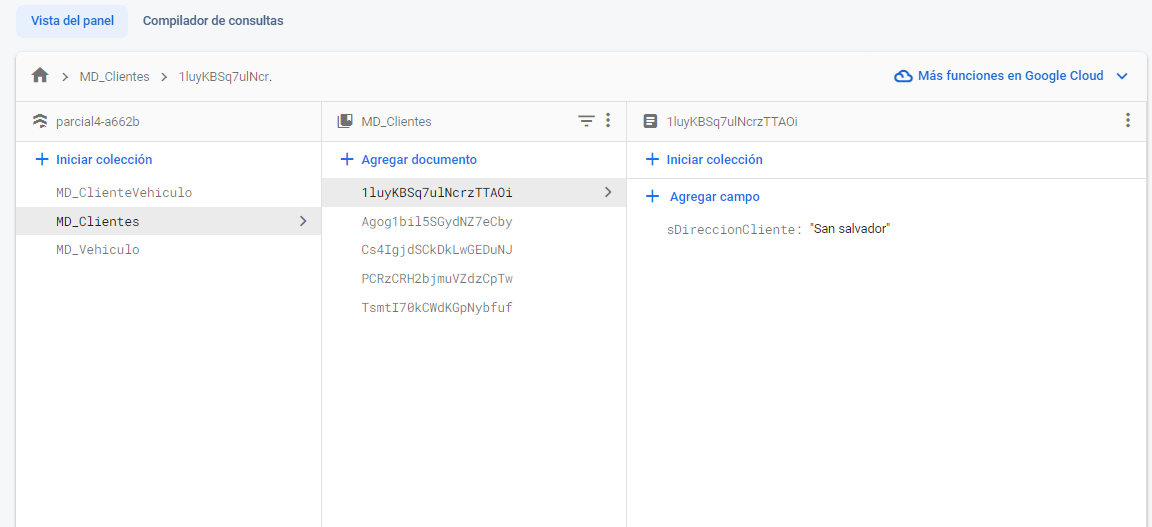 Vista del panel
Compilador de consultas
MD_Clientes
1luyKBSq7ulNcr.
Más funciones en Google Cloud
parcial4-a662b
MD_Clientes
1luyKBSq7ulNcrzTTAOi
Iniciar colección
Agregar documento
Iniciar colección
MD_ClienteVehiculo
1luyKBSq7ulNcrzTTAOi
Agregar campo
MD_Clientes
Agog1bil5SGydNZ7eCby
sDireccionCliente: "San salvador"
MD_Vehiculo
Cs4IgjdSCkDkLwGEDuNJ
PCRzCRH2bjmuVZdzCpTw
TsmtI70kCWdKGpNybfuf